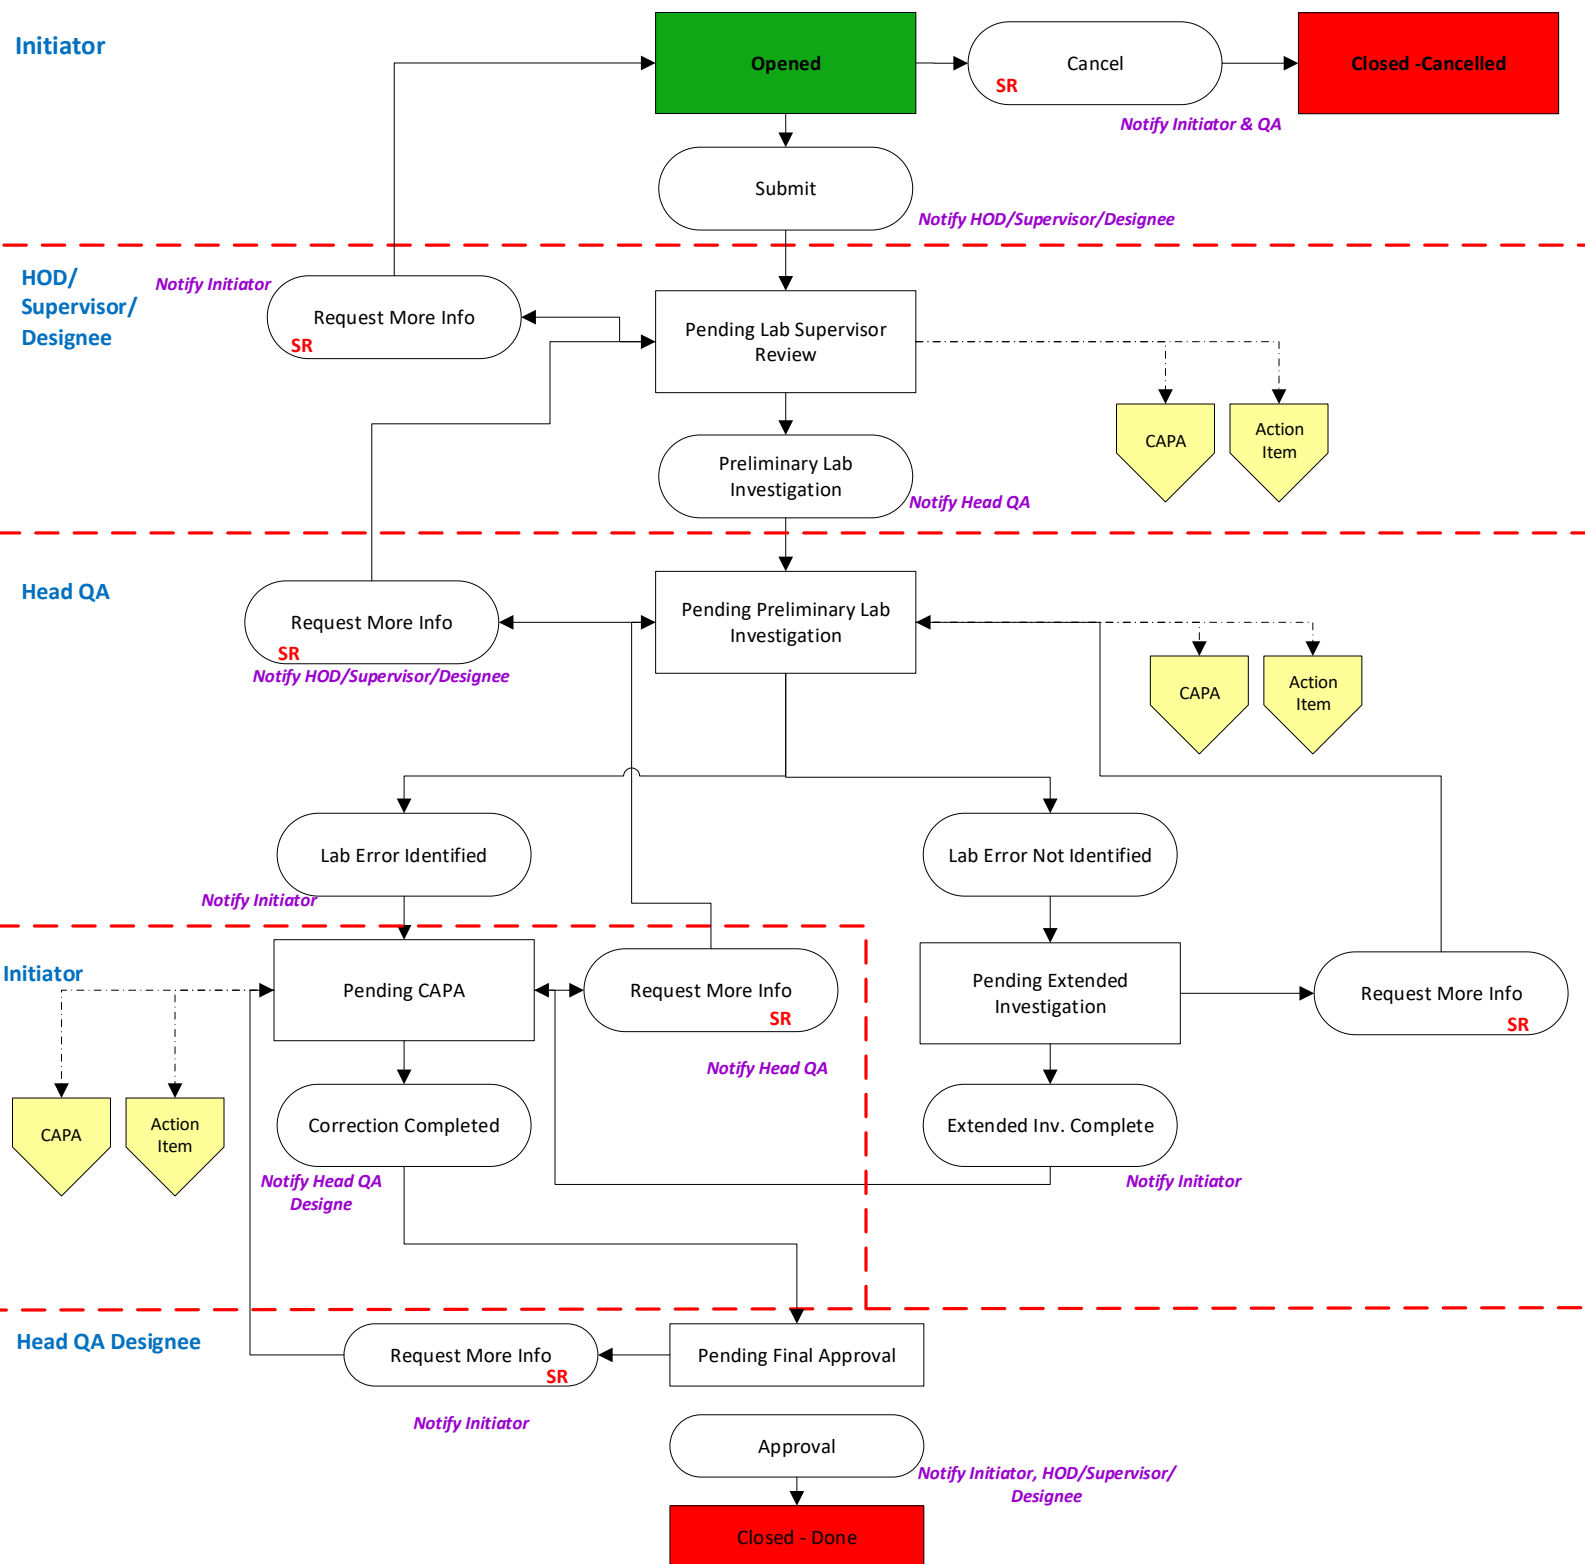 Initiator
Opened
Cancel
SR
Closed -Cancelled
Notify Initiator & QA
Submit
Notify HOD/Supervisor/Designee
HOD/
Supervisor/
Designee
Notify Initiator
Request More Info
SR
Pending Lab Supervisor
Review
CAPA
Action
Item
Preliminary Lab
Investigation
Notify Head QA
Head QA
Request More Info
SR
Notify HOD/Supervisor/Designee
Pending Preliminary Lab
Investigation
CAPA
Action
Item
Lab Error Identified
Notify Initiator
Lab Error Not Identified
Initiator
Pending CAPA
Request More Info
SR
Notify Head QA
Pending Extended
Investigation
Request More Info
SR
CAPA
Action
Item
Correction Completed
Notify Head QA
Designe
Extended Inv. Complete
Notify Initiator
Head QA Designee
Request More Info
SR
Notify Initiator
Pending Final Approval
Approval
Notify Initiator, HOD/Supervisor/
Designee
Closed - Done